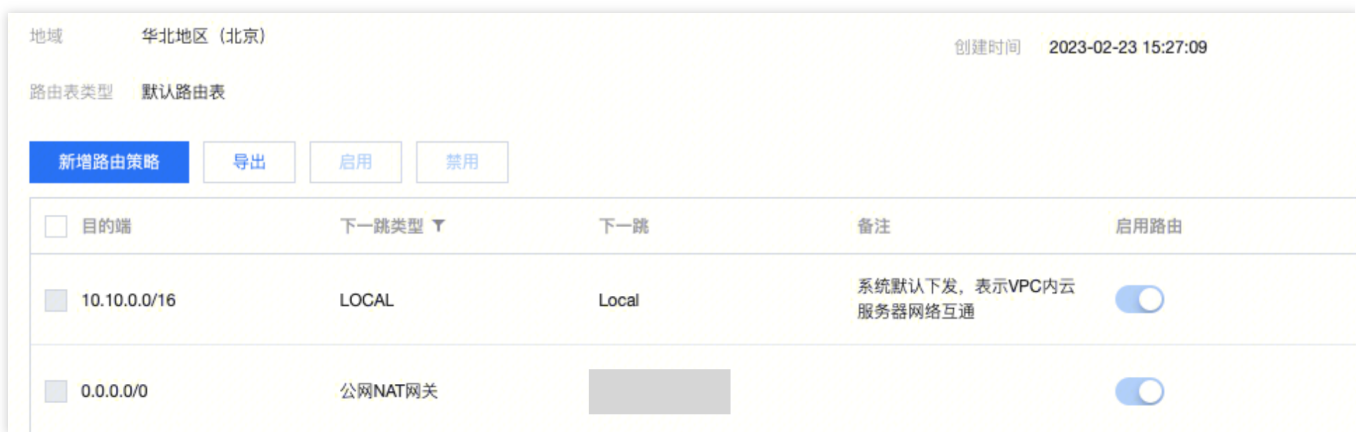 地域 华北地区（北京）
创建时间 2023-02-23 15:27:09
路由表类型 默认路由表
新增路由策略 导出 启用 禁用
目的端 下一跳类型 下一跳 备注 启用路由
10.10.0.0/16 LOCAL Local 系统默认下发，表示VPC内云
服务器网络互通
0.0.0.0/0 公网NAT网关